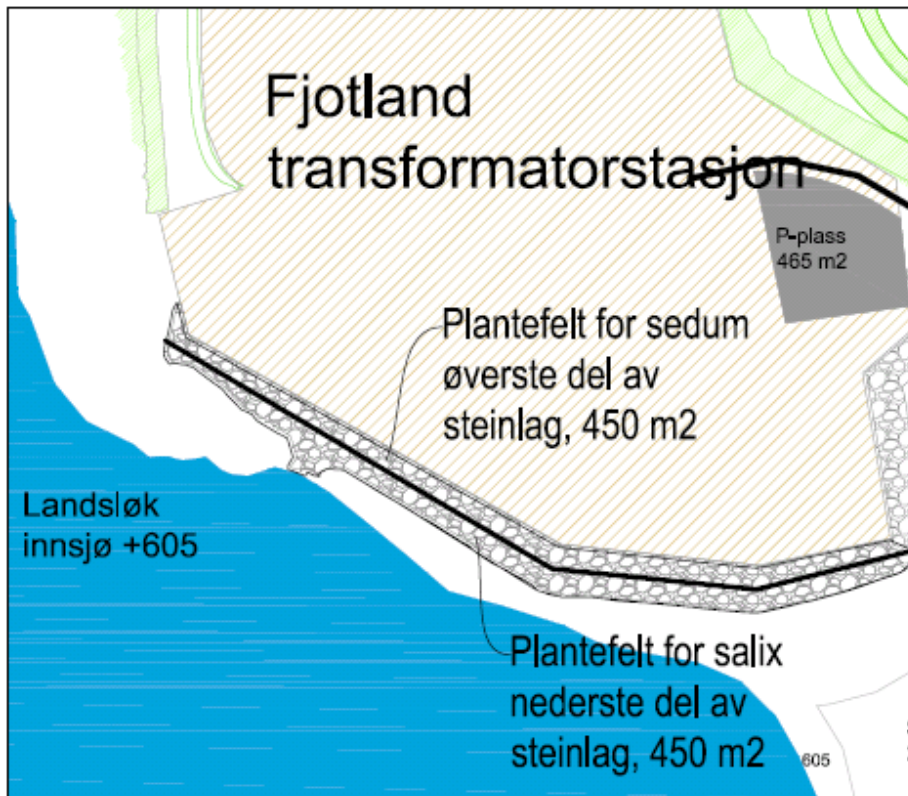 Fjotland
transformatorstasjon
P-plass
465 m2
Plantefelt for sedum
øverste del av
steinlag, 450 m2
Landsløk
innsjø +605
Plantefelt for salix
nederste del av
steinlag, 450 m2
605